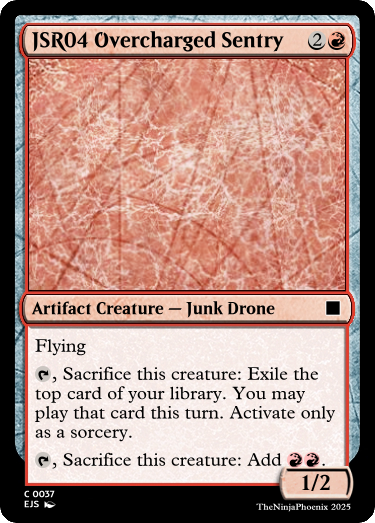 JSR04 Overcharged Sentry 2
Artifact Creature — Junk Drone
Flying
, Sacrifice this creature: Exile the
top card of your library. You may
play that card this turn. Activate only
as a sorcery.
, Sacrifice this creature: Add .
1/2
C 0037
EJS
TheNinjaPhoenix 2025